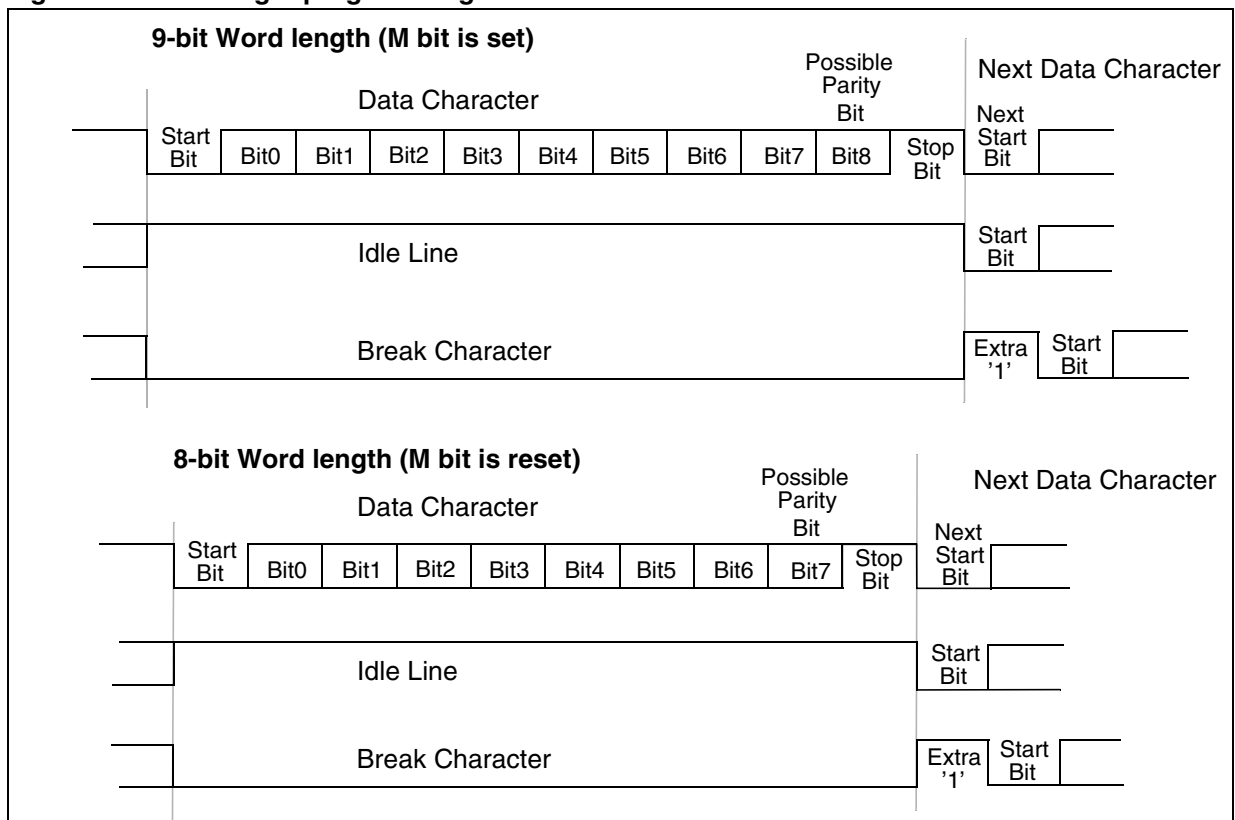 9-bit Word length (M bit is set)
Possible
Parity
Bit
Next Data Character
Data Character
Next
Start
Bit
Start
Bit
Bit0 Bit1 Bit2 Bit3 Bit4 Bit5 Bit6 Bit7 Bit8
Stop
Bit
Idle Line
Start
Bit
Break Character
Extra
'1'
Start
Bit
8-bit Word length (M bit is reset)
Possible
Parity
Bit
Next Data Character
Data Character
Next
Start
Bit
Start
Bit
Bit0 Bit1 Bit2 Bit3 Bit4 Bit5 Bit6 Bit7
Stop
Bit
Idle Line
Start
Bit
Break Character
Extra
'1'
Start
Bit